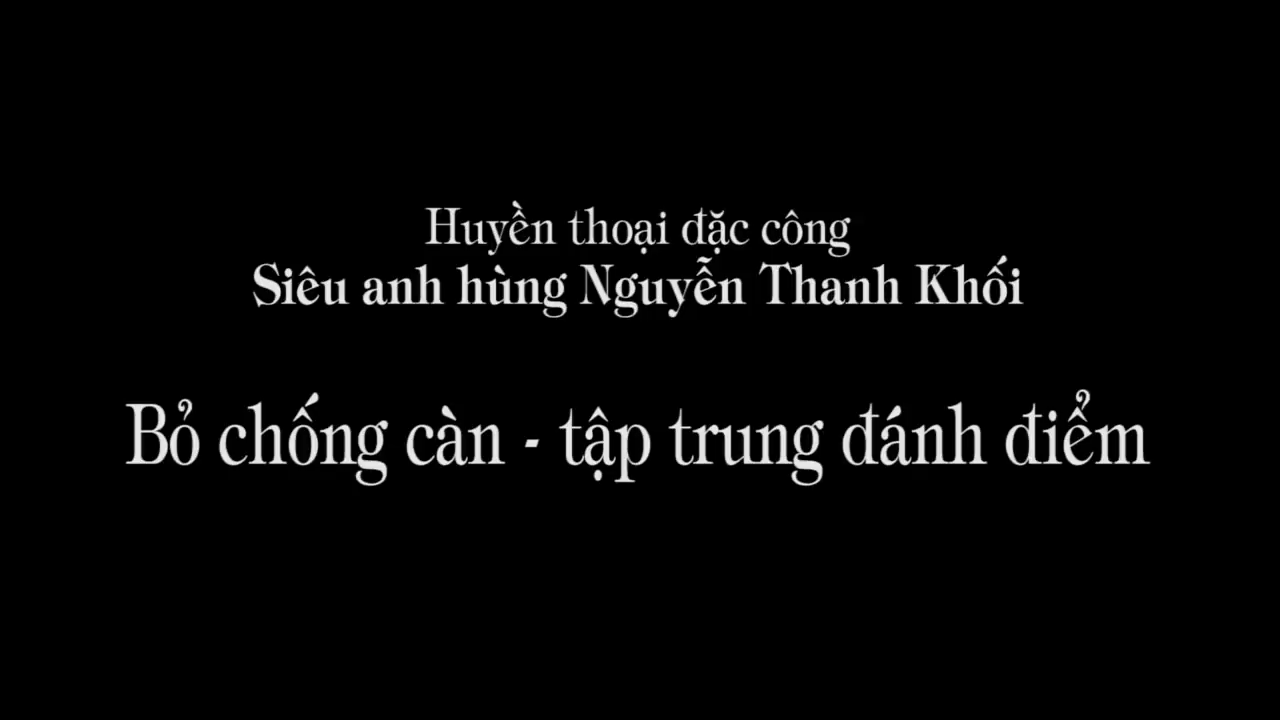 Huyền thoại đặc công
Siêu anh hùng Nguyễn Thanh Khối
Bỏ chống càn - tập trung đánh điểm